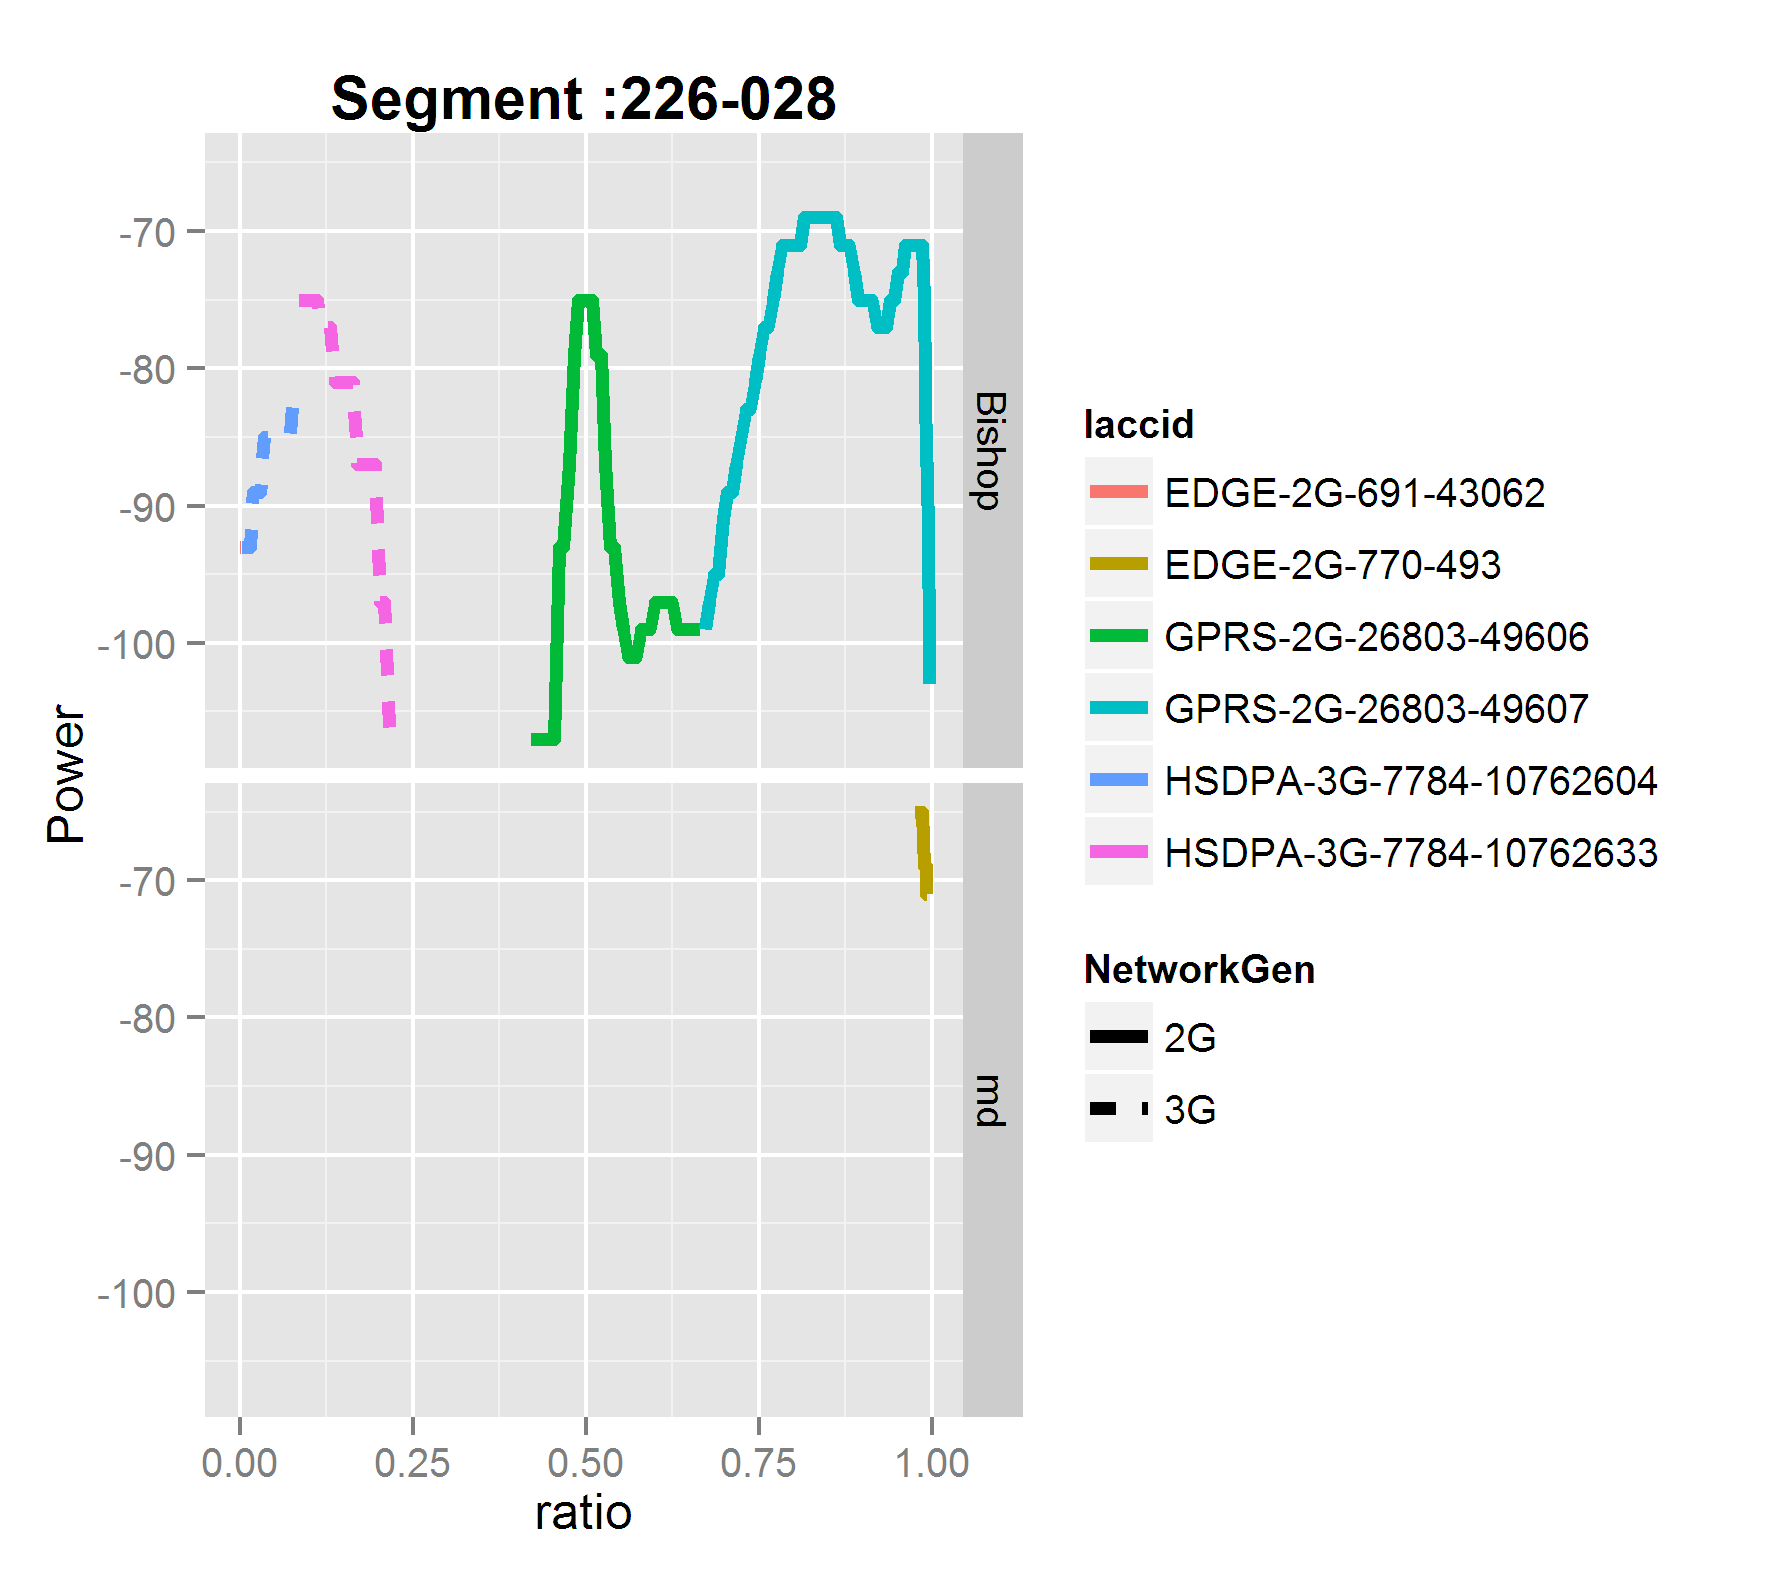 Segment :226-028
-70
-80
-90
-100
Bishop
-70
-80
-90
-100
md
Power
0.00 0.25 0.50 0.75 1.00
ratio
laccid
EDGE-2G-691-43062
EDGE-2G-770-493
GPRS-2G-26803-49606
GPRS-2G-26803-49607
HSDPA-3G-7784-10762604
HSDPA-3G-7784-10762633
NetworkGen
2G
3G